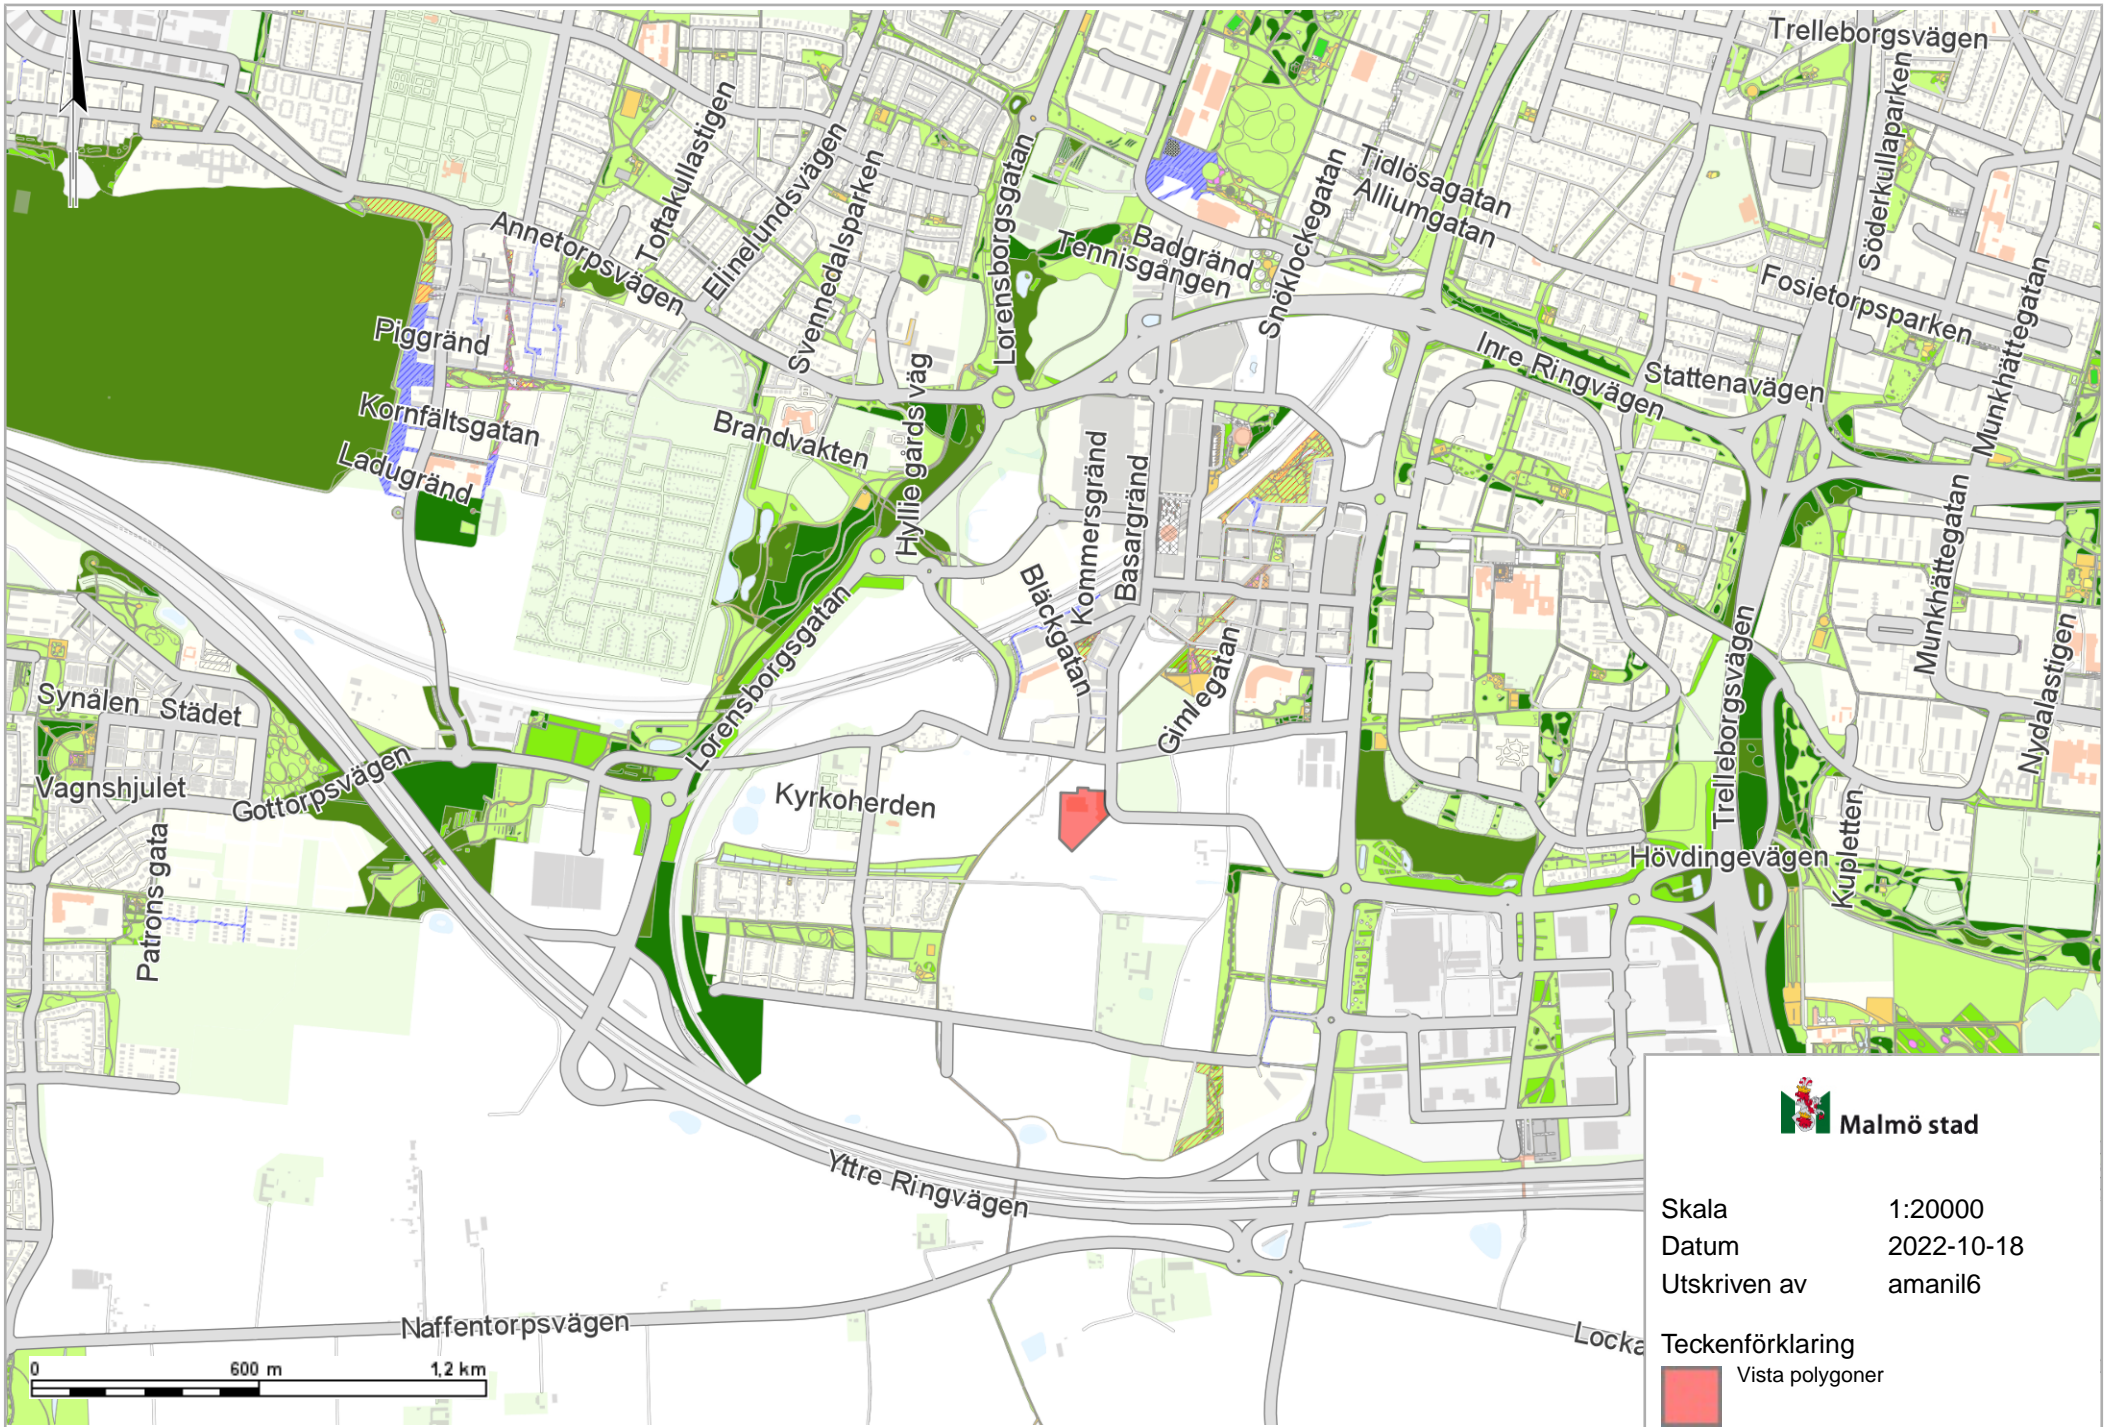 Trelleborgsvägen
Söderkullaparken
Toftakullastigen
Elinelundsvägen
Svennedalsparken
Lorensborgsgatan
Tidlösagatan
Alliumgatan
Snöklockegatan
Badgränd
Tennisgången
Annetorpsvägen
Fosietorpsparken
Munkhättegatan
Piggränd
Inre Ringvägen
Stattenavägen
Hyllie gårds väg
Kornfältsgatan
Brandvakten
Ladugränd
Kommersgränd
Basargränd
Munkhättegatan
Bläckgatan
Lorensborgsgatan
Gimlegatan
Trelleborgsvägen
Munkhättegatan
Nydalastigen
Synålen
Städet
Vagnshjulet
Gottorpsvägen
Kyrkoherden
Patrons gata
Hövdingevägen
Kupletten
Yttre Ringvägen
Naffentorpsvägen
Locka
0 600 m 1,2 km
Malmö stad
Skala 1:20000
Datum 2022-10-18
Utskriven av amanil6
Teckenförklaring
Vista polygoner